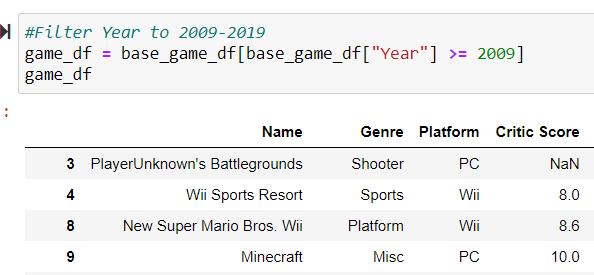 #Filter Year to 2009-2019
game_df = base_game_df[base_game_df["Year"] >= 2009]
game_df
:
Name Genre Platform Critic Score
3 PlayerUnknown's Battlegrounds Shooter PC NaN
4 Wii Sports Resort Sports Wii 8.0
8 New Super Mario Bros. Wii Platform Wii 8.6
9 Minecraft Misc PC 10.0